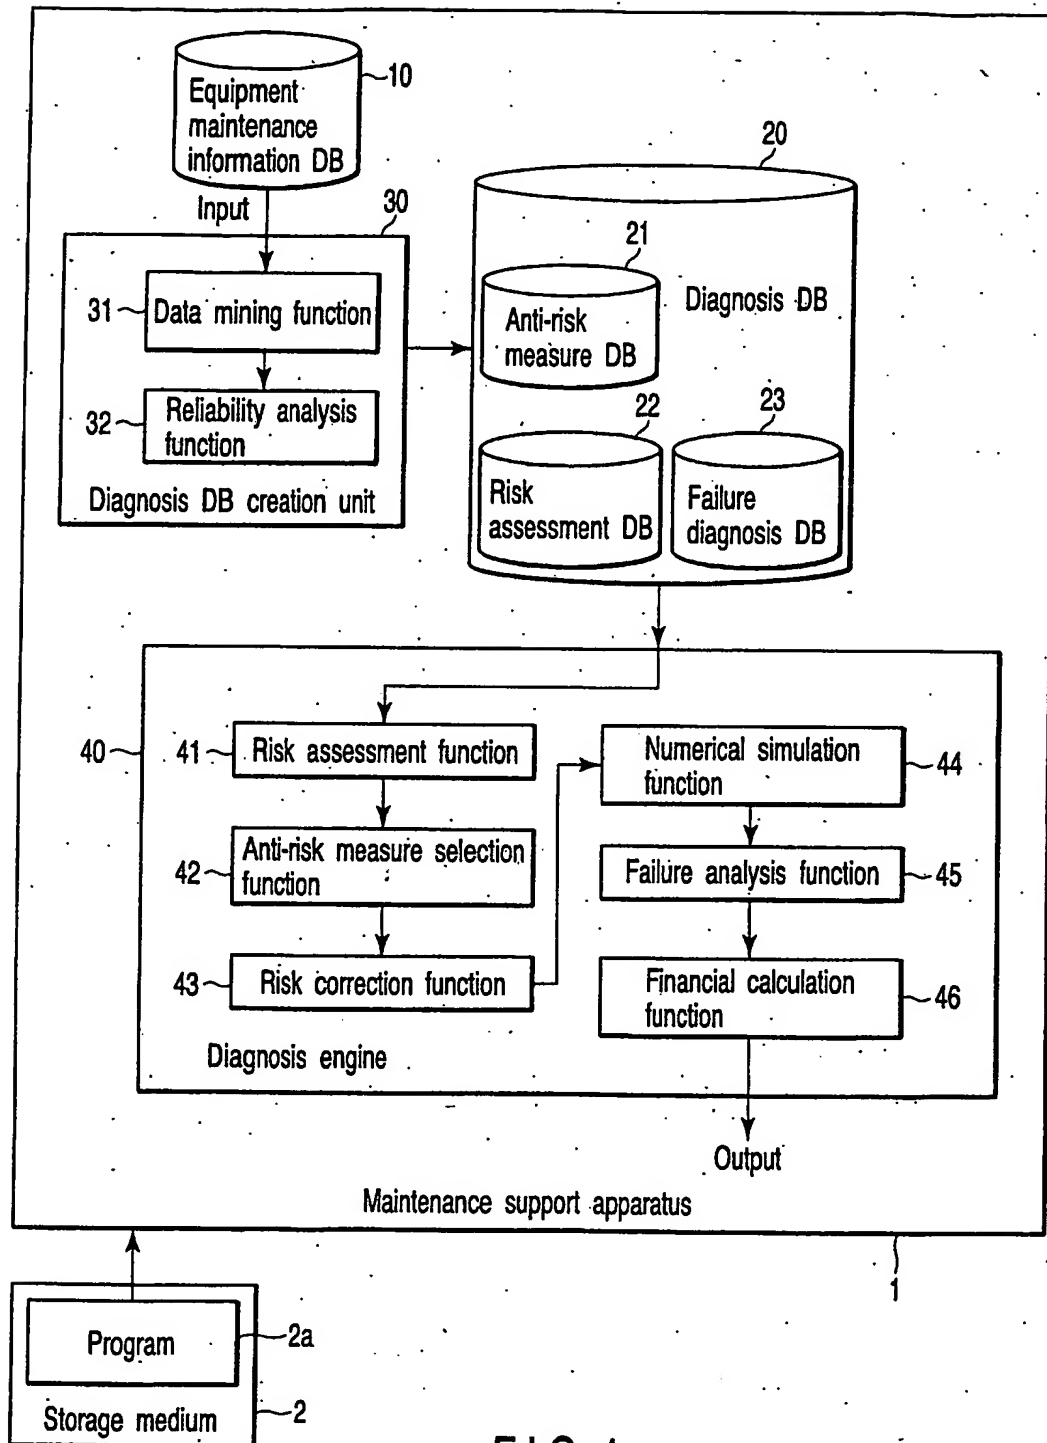 10
Equipment
maintenance
information DB
Input
30
20
21
31
Data mining function
Anti-risk
measure DB
Diagnosis DB
32
Reliability analysis
function
22
23
Diagnosis DB creation unit
Risk
assessment DB
Failure
diagnosis DB
40
41
Risk assessment function
Numerical simulation
function
44
42
Anti-risk measure selection
function
Failure analysis function
45
43
Risk correction function
Financial calculation
function
46
Diagnosis engine
Output
Maintenance support apparatus
1
Program
2a
Storage medium
2